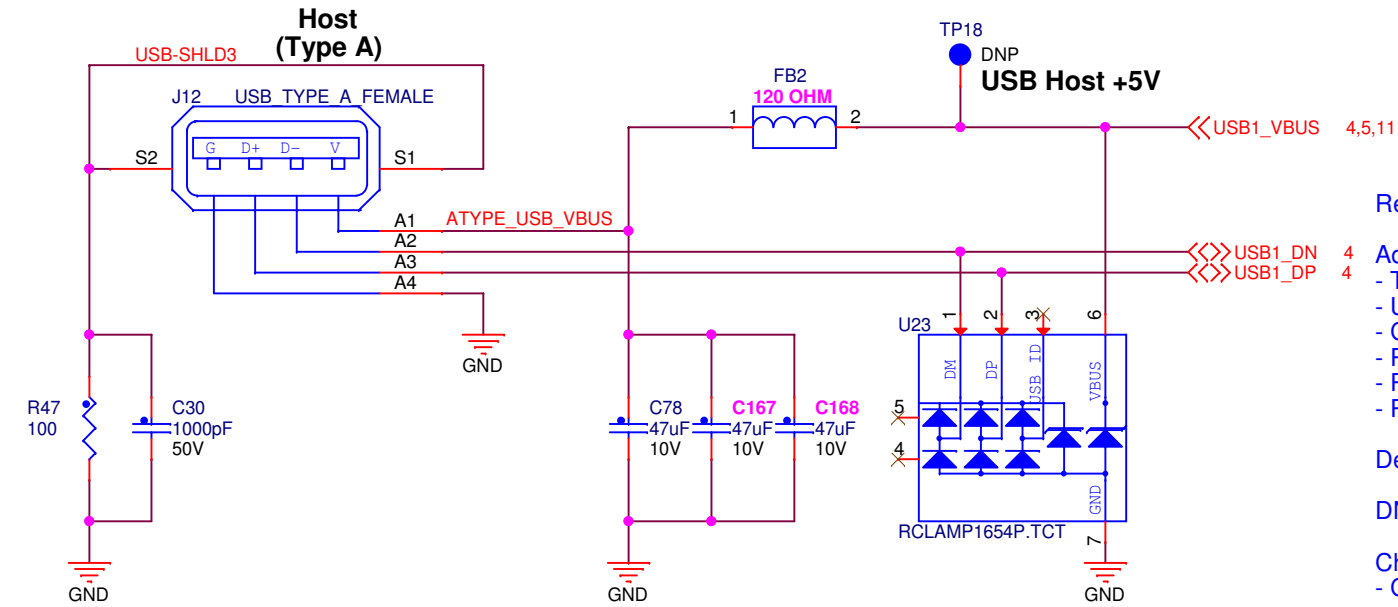 Host
(Type A)
USB-SHLD3
J12 USB_TYPE_A_FEMALE
G D+ D- V
S2
S1
A1
A2
A3
A4
ATYPE_USB_VBUS
GND
FB2
120 OHM
1
2
TP18
DNP
USB Host +5V
USB1_VBUS 4,5,11
USB1_DN 4
USB1_DP 4
R47
100
C30
1000pF
50V
GND
C78
47uF
10V
C167
47uF
10V
C168
47uF
10V
GND
U23
1
2
3
6
DM
DP
USB ID
VBUS
5
4
GND
7
RCLAMP1654P.TCT
GND
Re
Ac
- T
- U
- C
- P
- F
- F
De
DN
Ch
- C